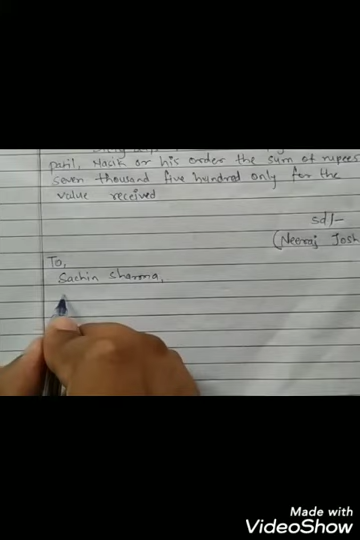 patil, Nasik or his order the sum of rupees
seven thousand five hundred only for the
value received
sd/-
(Neeraj Josh
To,
Sachin Sharma,
Made with
VideoShow